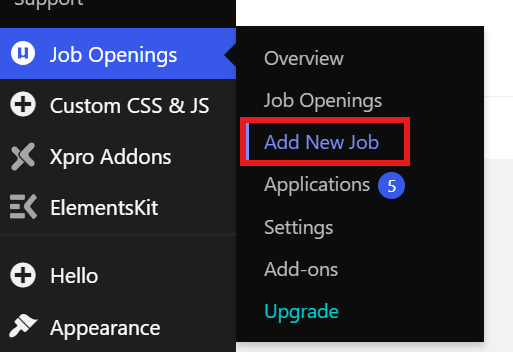 Support
Job Openings
Custom CSS & JS
Xpro Addons
ElementsKit
Hello
Appearance
Overview
Job Openings
Add New Job
Applications 5
Settings
Add-ons
Upgrade